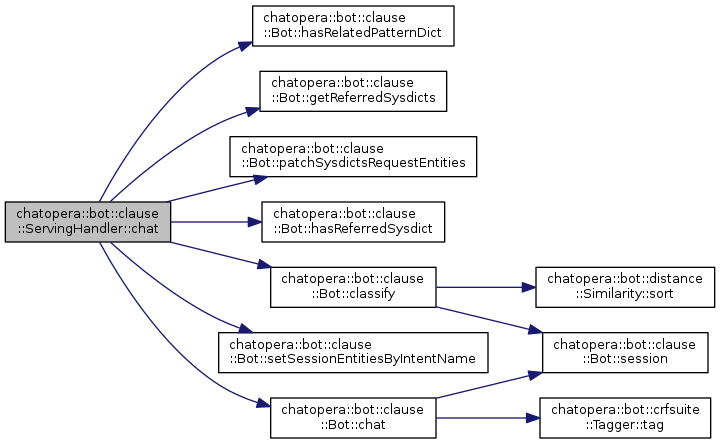 chatopera::bot::clause
::ServingHandler::chat
chatopera::bot::clause
::Bot::hasRelatedPatternDict
chatopera::bot::clause
::Bot::getReferredSysdicts
chatopera::bot::clause
::Bot::patchSysdictsRequestEntities
chatopera::bot::clause
::Bot::hasReferredSysdict
chatopera::bot::clause
::Bot::classify
chatopera::bot::clause
::Bot::setSessionEntitiesByIntentName
chatopera::bot::clause
::Bot::chat
chatopera::bot::distance
::Similarity::sort
chatopera::bot::clause
::Bot::session
chatopera::bot::crfsuite
::Tagger::tag